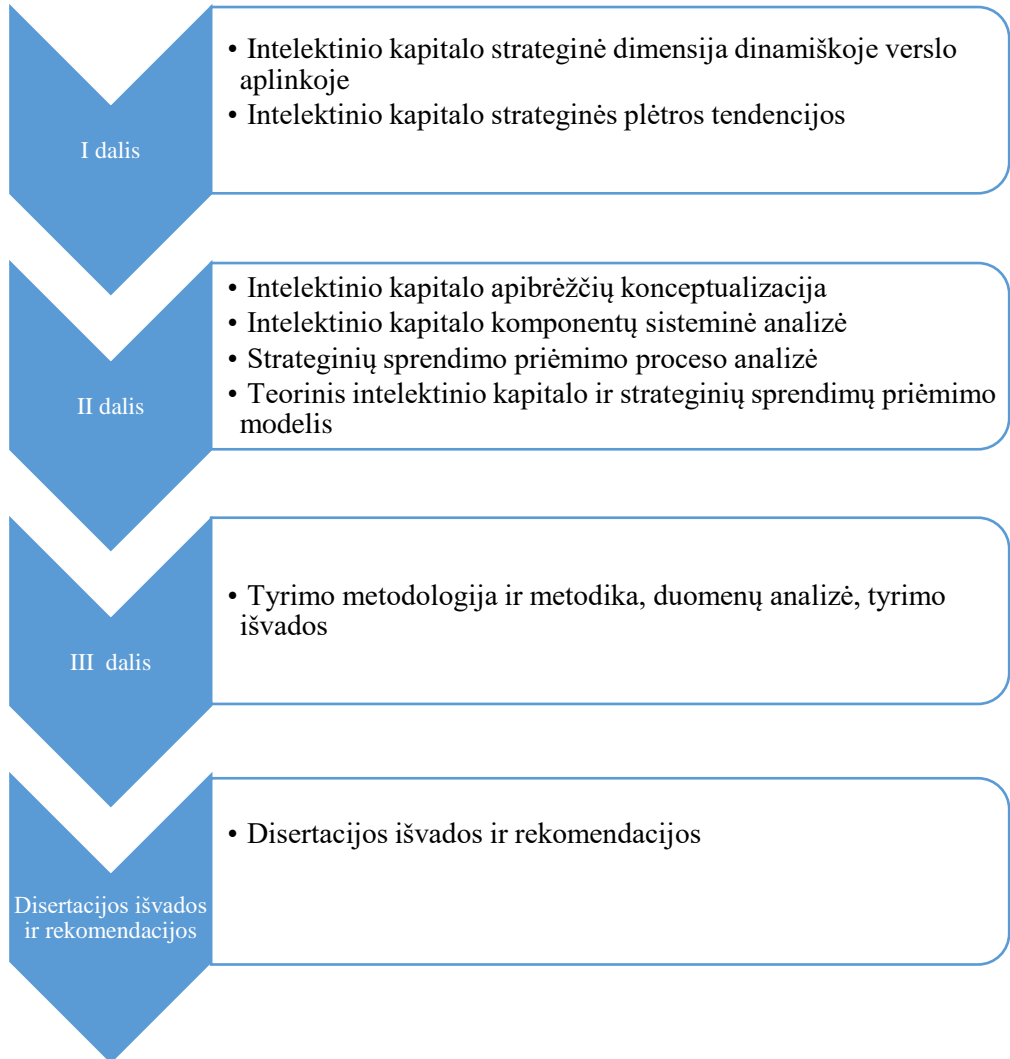 I dalis
• Intelektinio kapitalo strateginė dimensija dinamiškoje verslo
aplinkoje
• Intelektinio kapitalo strateginės plėtros tendencijos
II dalis
• Intelektinio kapitalo apibrėžčių konceptualizacija
• Intelektinio kapitalo komponentų sisteminė analizė
• Strateginių sprendimo priėmimo proceso analizė
• Teorinis intelektinio kapitalo ir strateginių sprendimų priėmimo
modelis
III dalis
• Tyrimo metodologija ir metodika, duomenų analizė, tyrimo
išvados
Disertacijos išvados
ir rekomendacijos
• Disertacijos išvados ir rekomendacijos